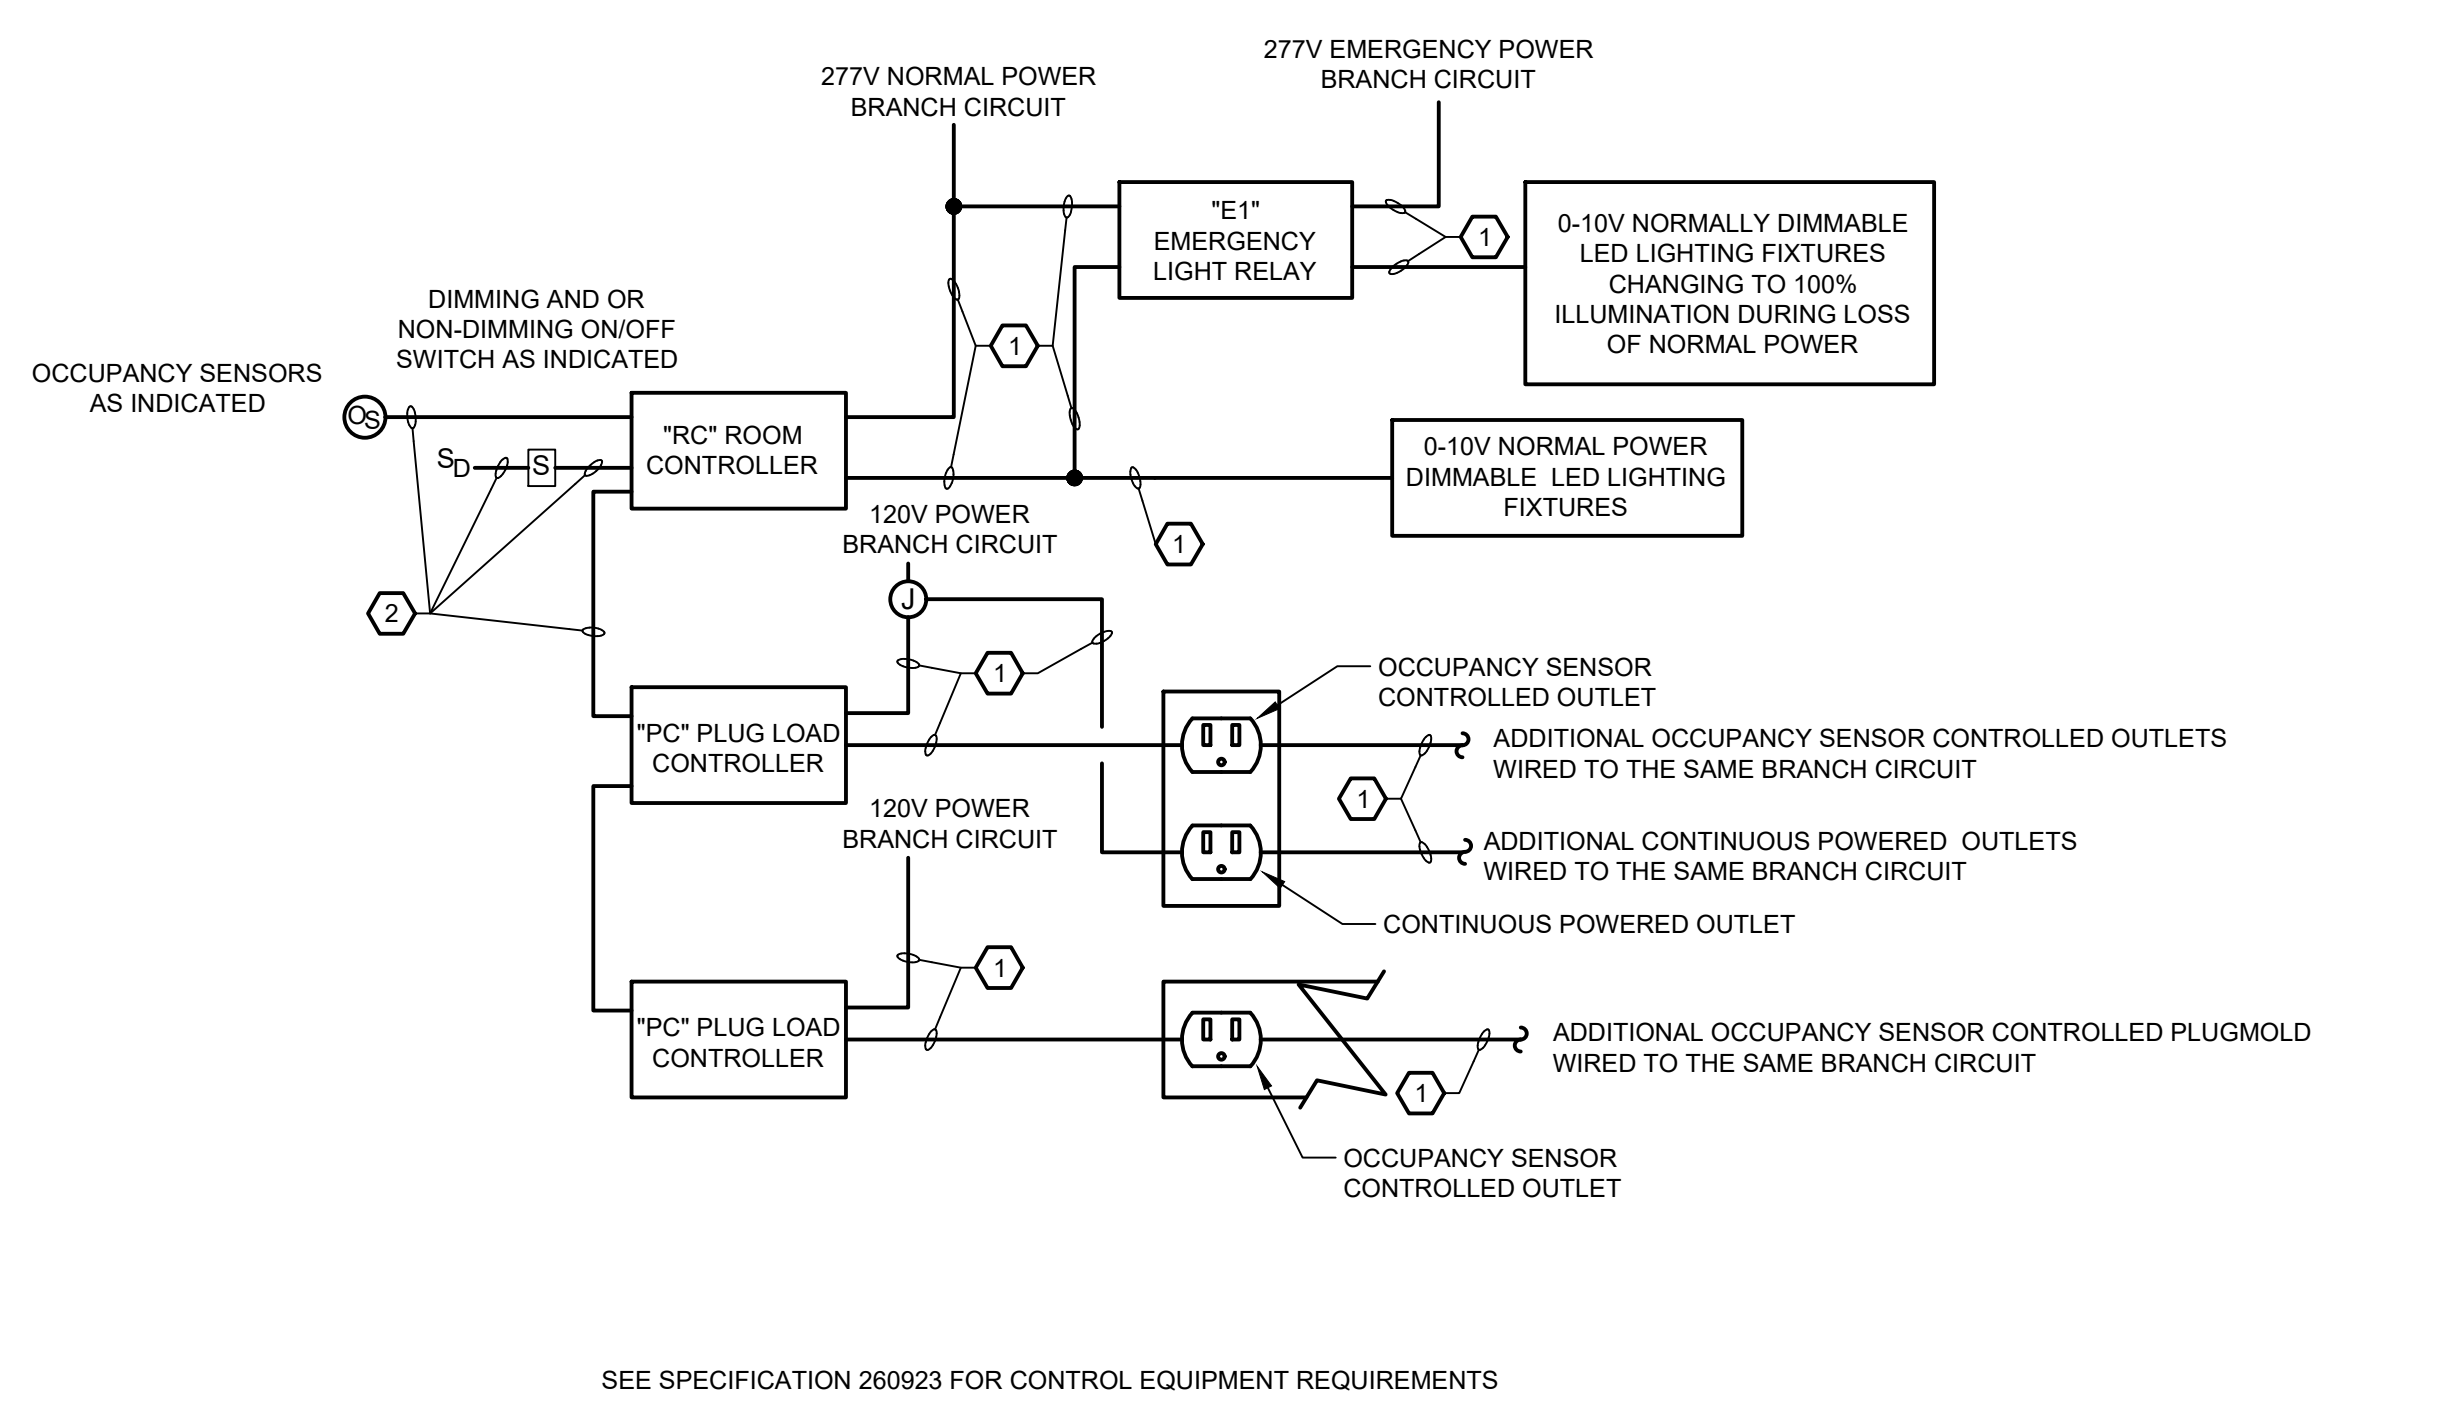 277V EMERGENCY POWER
BRANCH CIRCUIT
277V NORMAL POWER
BRANCH CIRCUIT
"E1"
EMERGENCY
LIGHT RELAY
1
0-10V NORMALLY DIMMABLE
LED LIGHTING FIXTURES
CHANGING TO 100%
ILLUMINATION DURING LOSS
OF NORMAL POWER
DIMMING AND OR
NON-DIMMING ON/OFF
SWITCH AS INDICATED
1
OCCUPANCY SENSORS
AS INDICATED
OS
SD
S
"RC" ROOM
CONTROLLER
0-10V NORMAL POWER
DIMMABLE LED LIGHTING
FIXTURES
1
120V POWER
BRANCH CIRCUIT
J
2
1
OCCUPANCY SENSOR
CONTROLLED OUTLET
"PC" PLUG LOAD
CONTROLLER
ADDITIONAL OCCUPANCY SENSOR CONTROLLED OUTLETS
WIRED TO THE SAME BRANCH CIRCUIT
1
120V POWER
BRANCH CIRCUIT
ADDITIONAL CONTINUOUS POWERED OUTLETS
WIRED TO THE SAME BRANCH CIRCUIT
CONTINUOUS POWERED OUTLET
1
"PC" PLUG LOAD
CONTROLLER
ADDITIONAL OCCUPANCY SENSOR CONTROLLED PLUGMOLD
WIRED TO THE SAME BRANCH CIRCUIT
1
OCCUPANCY SENSOR
CONTROLLED OUTLET
SEE SPECIFICATION 260923 FOR CONTROL EQUIPMENT REQUIREMENTS